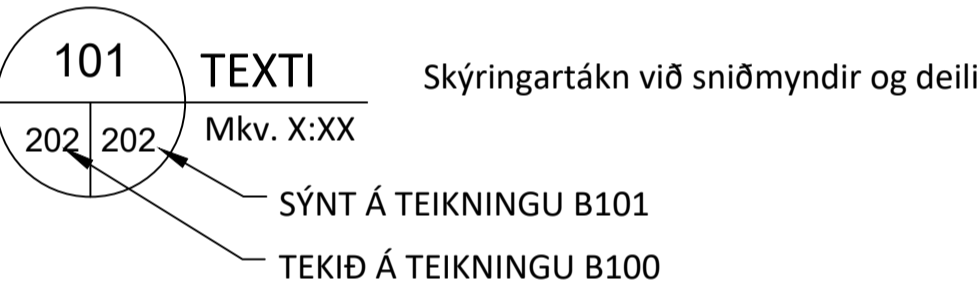 101
TEXTI
Skýringartákn við sniðmyndir og deili
202 202
Mkv. X:XX
SÝNT Á TEIKNINGU B101
TEKIÐ Á TEIKNINGU B100